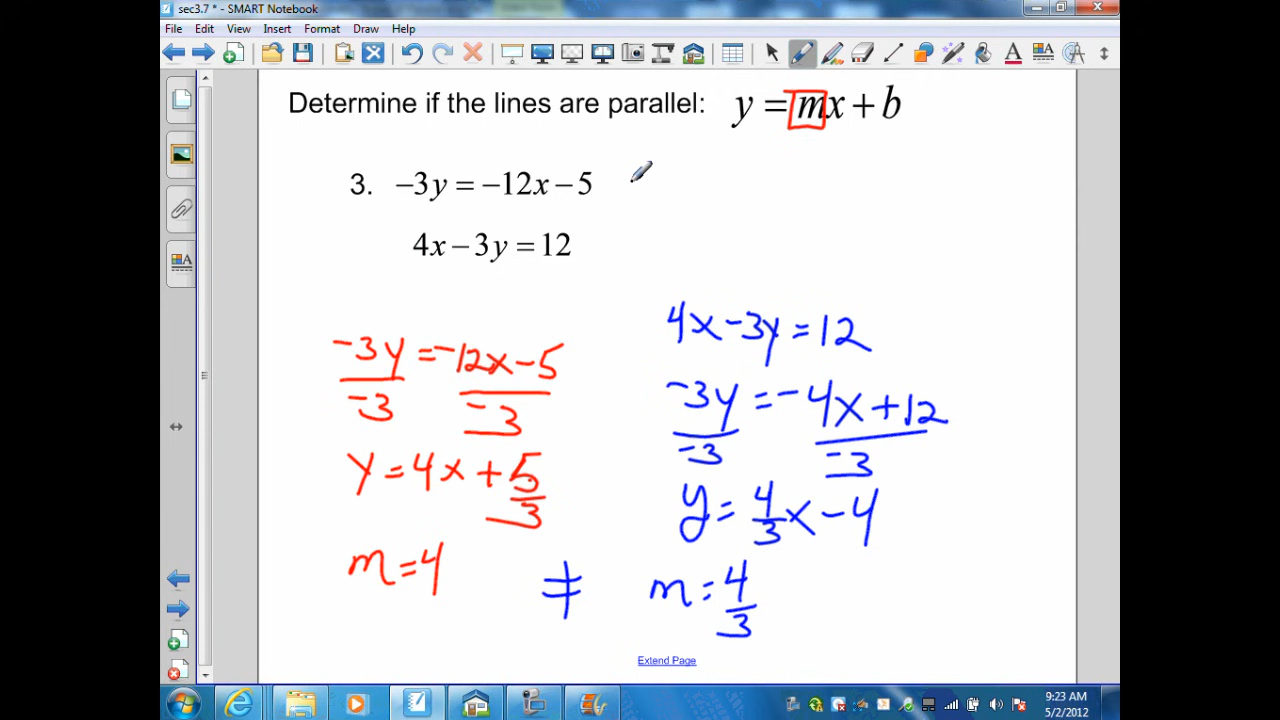 sec3.7 * - SMART Notebook
File Edit View Insert Format Draw Help
Determine if the lines are parallel: y = mx + b
3. −3y = −12x − 5
4x − 3y = 12
-3y = -12x - 5
-3 -3
y = 4x + 5/3
m = 4
≠
4x - 3y = 12
-3y = -4x + 12
-3 -3
y = 4/3 x - 4
m = 4/3
Extend Page
9:23 AM
5/2/2012